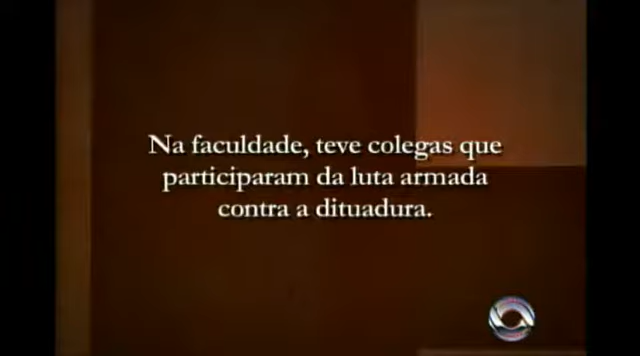 Na faculdade, teve colegas que
participaram da luta armada
contra a dituadura.